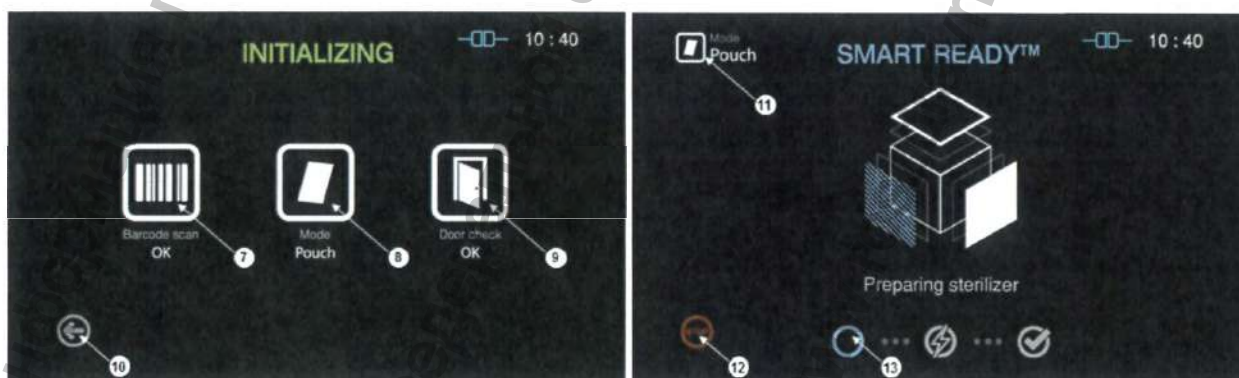 INITIALIZING
10 : 40
Barcode scan
OK
Mode
Pouch
Door check
OK
7
8
9
10
Mode
Pouch
SMART READY™
10 : 40
11
Preparing sterilizer
12
13